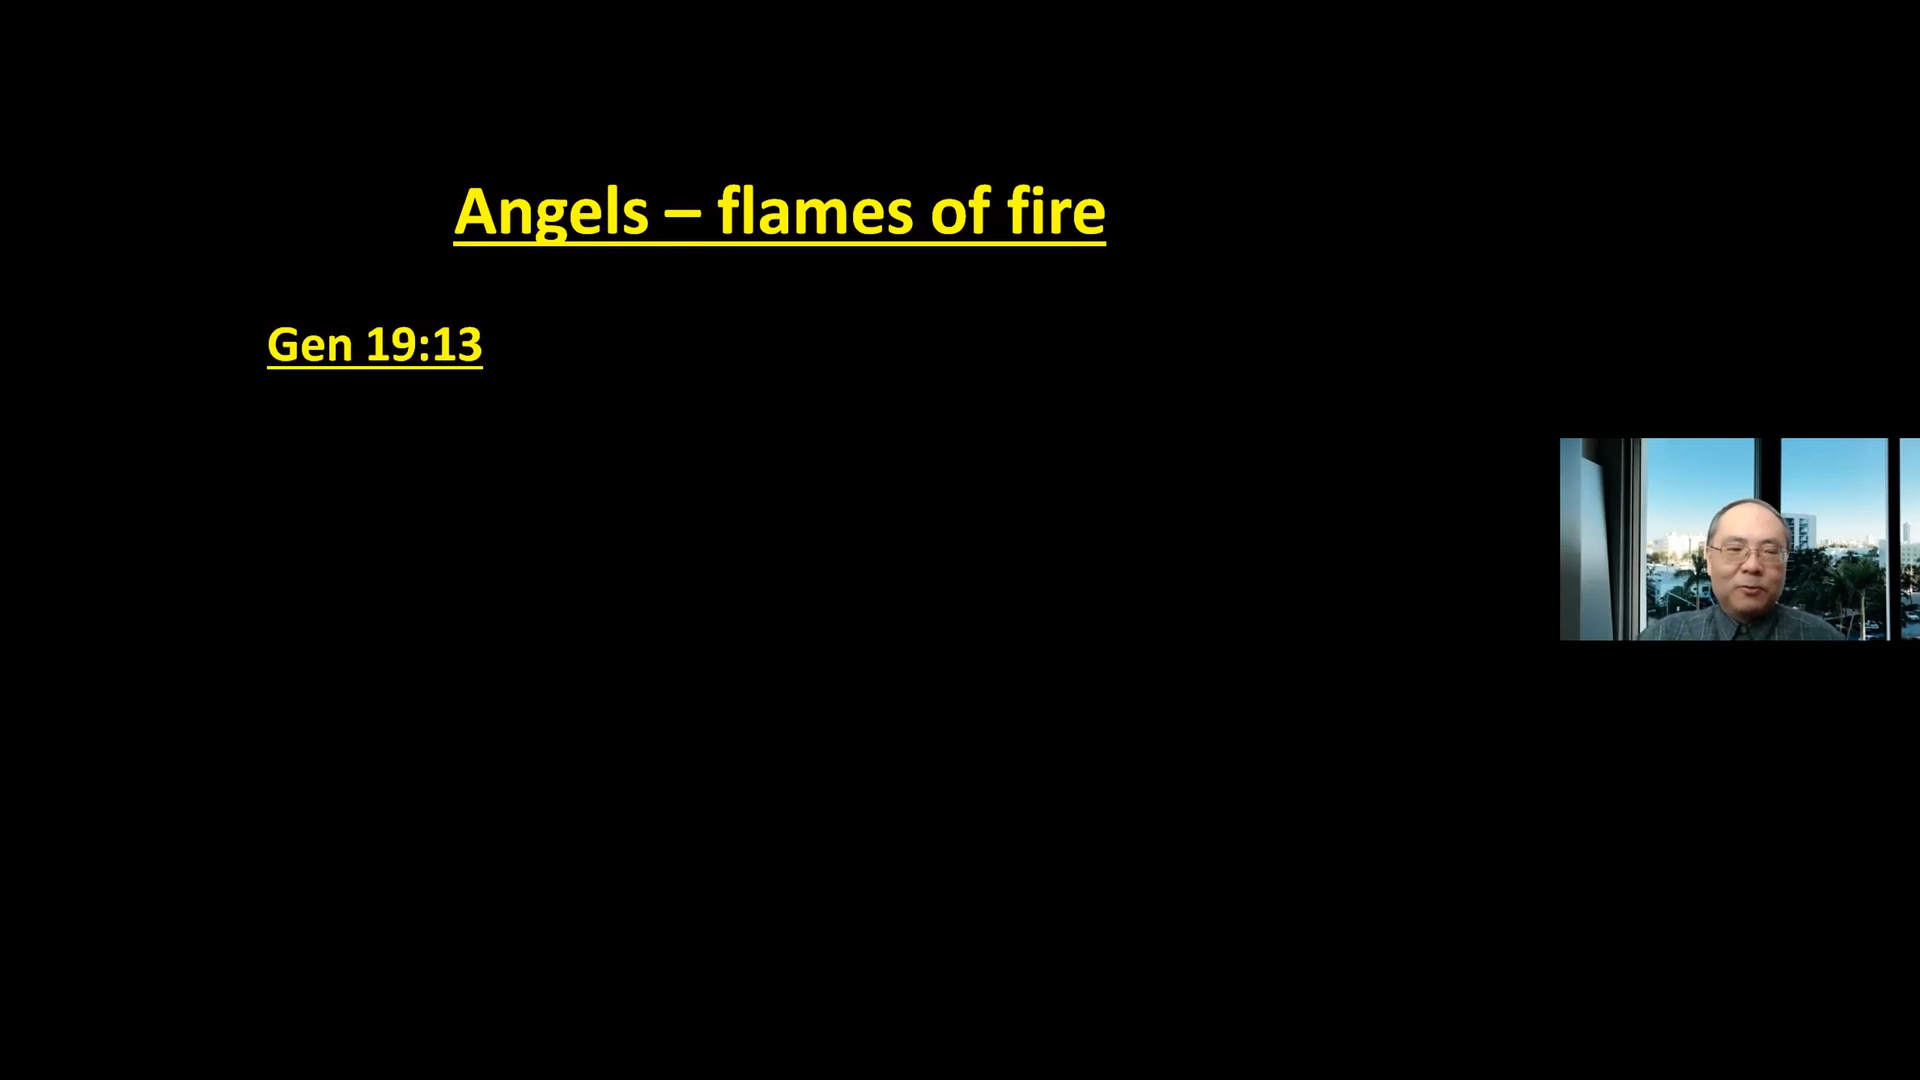 Angels – flames of fire
Gen 19:13